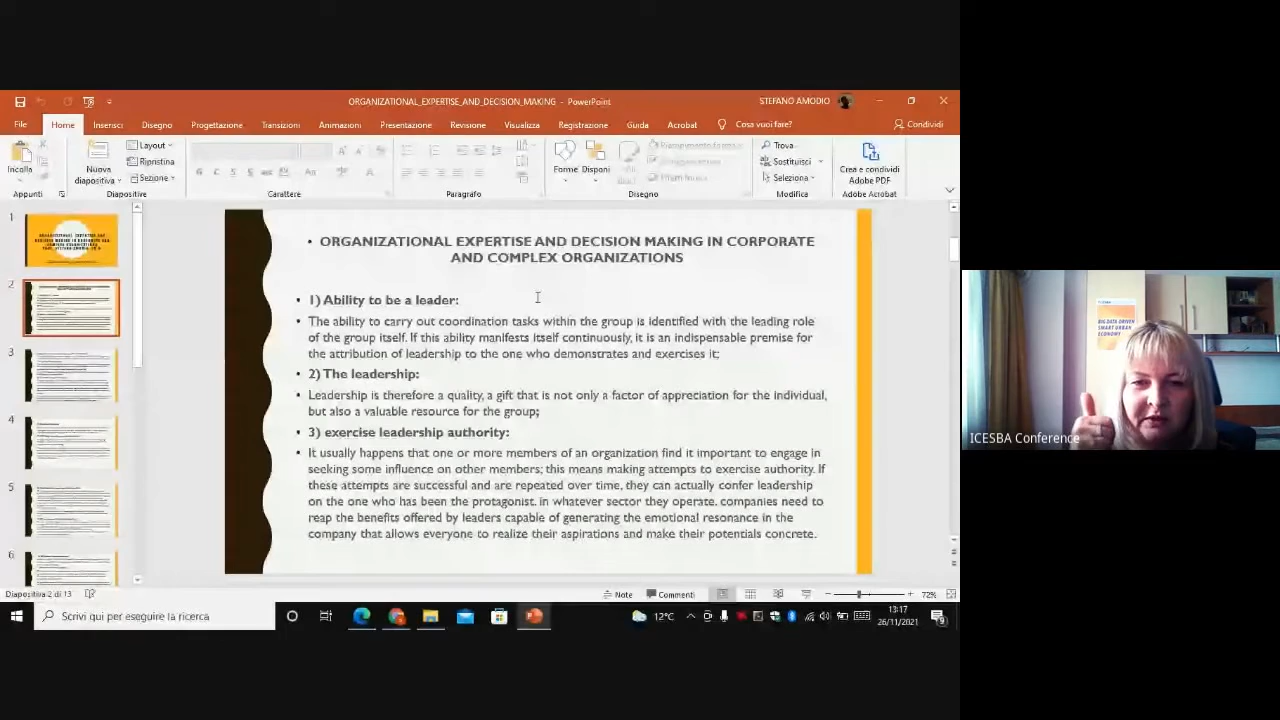 ORGANIZATIONAL_EXPERTISE_AND_DECISION_MAKING - PowerPoint
STEFANO AMODIO
File Home Inserisci Disegno Progettazione Transizioni Animazioni Presentazione Revisione Visualizza Registrazione Guida Acrobat Cosa vuoi fare? Condividi
Incolla
Appunti
Nuova diapositiva
Layout
Ripristina
Sezione
Diapositive
Carattere
Paragrafo
Forme
Disponi
Disegno
Trova
Sostituisci
Seleziona
Modifica
Crea e condividi
Adobe PDF
Adobe Acrobat
1
2
3
4
5
6
• ORGANIZATIONAL EXPERTISE AND DECISION MAKING IN CORPORATE
AND COMPLEX ORGANIZATIONS
• 1) Ability to be a leader:
• The ability to carry out coordination tasks within the group is identified with the leading role
of the group itself. If this ability manifests itself continuously, it is an indispensable premise for
the attribution of leadership to the one who demonstrates and exercises it;
• 2) The leadership:
• Leadership is therefore a quality, a gift that is not only a factor of appreciation for the individual,
but also a valuable resource for the group;
• 3) exercise leadership authority:
• It usually happens that one or more members of an organization find it important to engage in
seeking some influence on other members; this means making attempts to exercise authority. If
these attempts are successful and are repeated over time, they can actually confer leadership
on the one who has been the protagonist. in whatever sector they operate. companies need to
reap the benefits offered by leaders capable of generating the emotional resonance in the
company that allows everyone to realize their aspirations and make their potentials concrete.
BIG DATA DRIVEN
SMART URBAN
ECONOMY
ICESBA Conference
Diapositiva 2 di 13
Note
Commenti
72%
Scrivi qui per eseguire la ricerca
12°C
13:17
26/11/2021